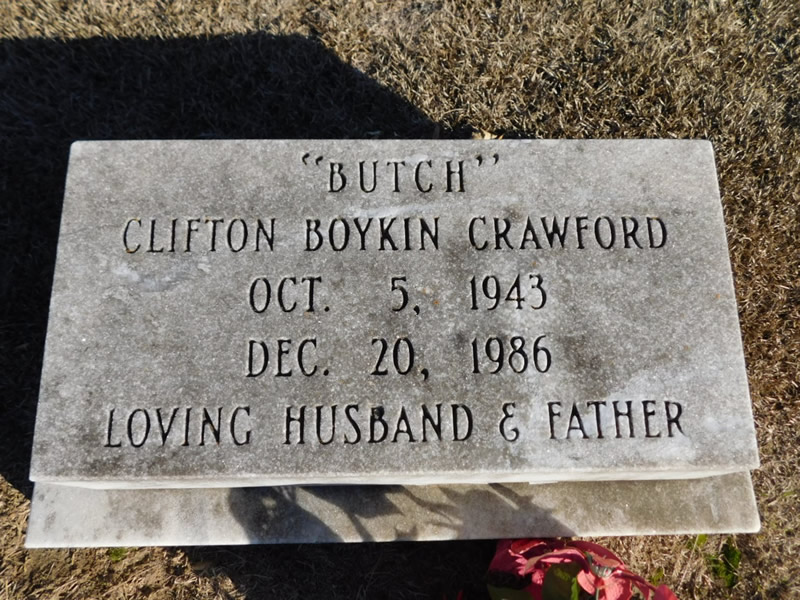 "BUTCH"
CLIFTON BOYKIN CRAWFORD
OCT. 5, 1943
DEC. 20, 1986
LOVING HUSBAND & FATHER